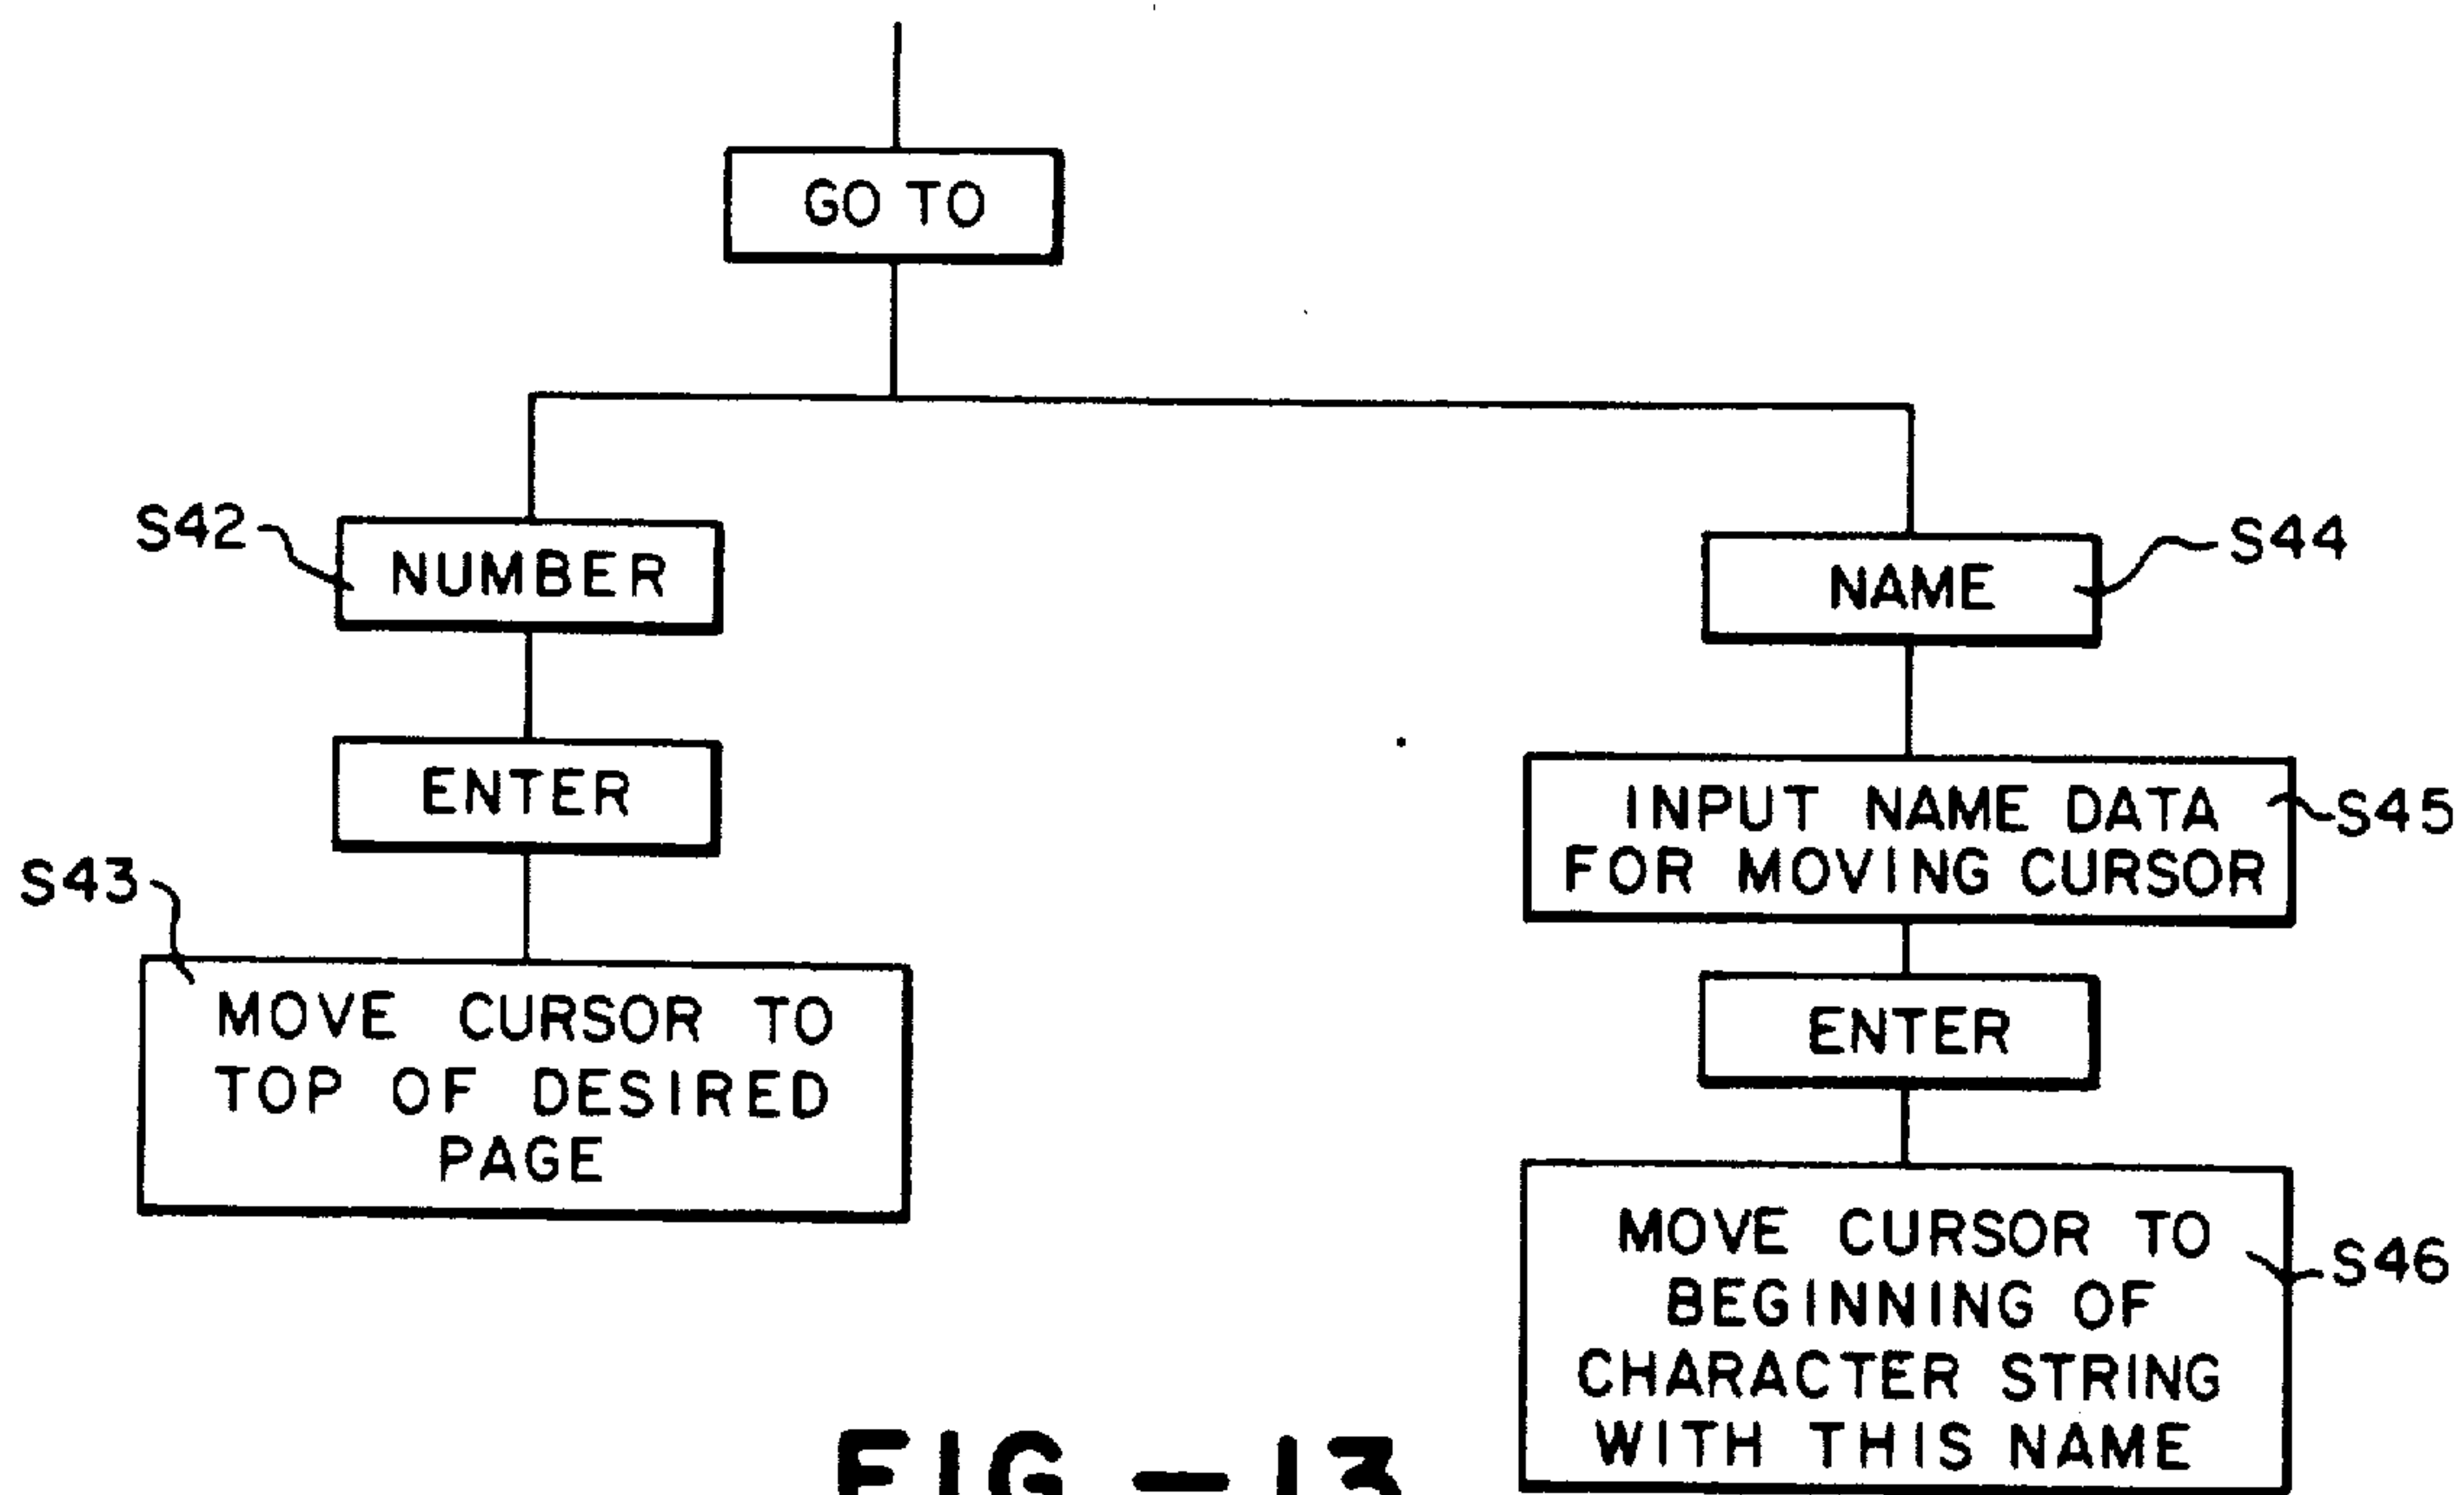 GO TO
S42
NUMBER
ENTER
S43
MOVE CURSOR TO
TOP OF DESIRED
PAGE
S44
NAME
INPUT NAME DATA
FOR MOVING CURSOR
S45
ENTER
MOVE CURSOR TO
BEGINNING OF
CHARACTER STRING
WITH THIS NAME
S46
FIG – 13